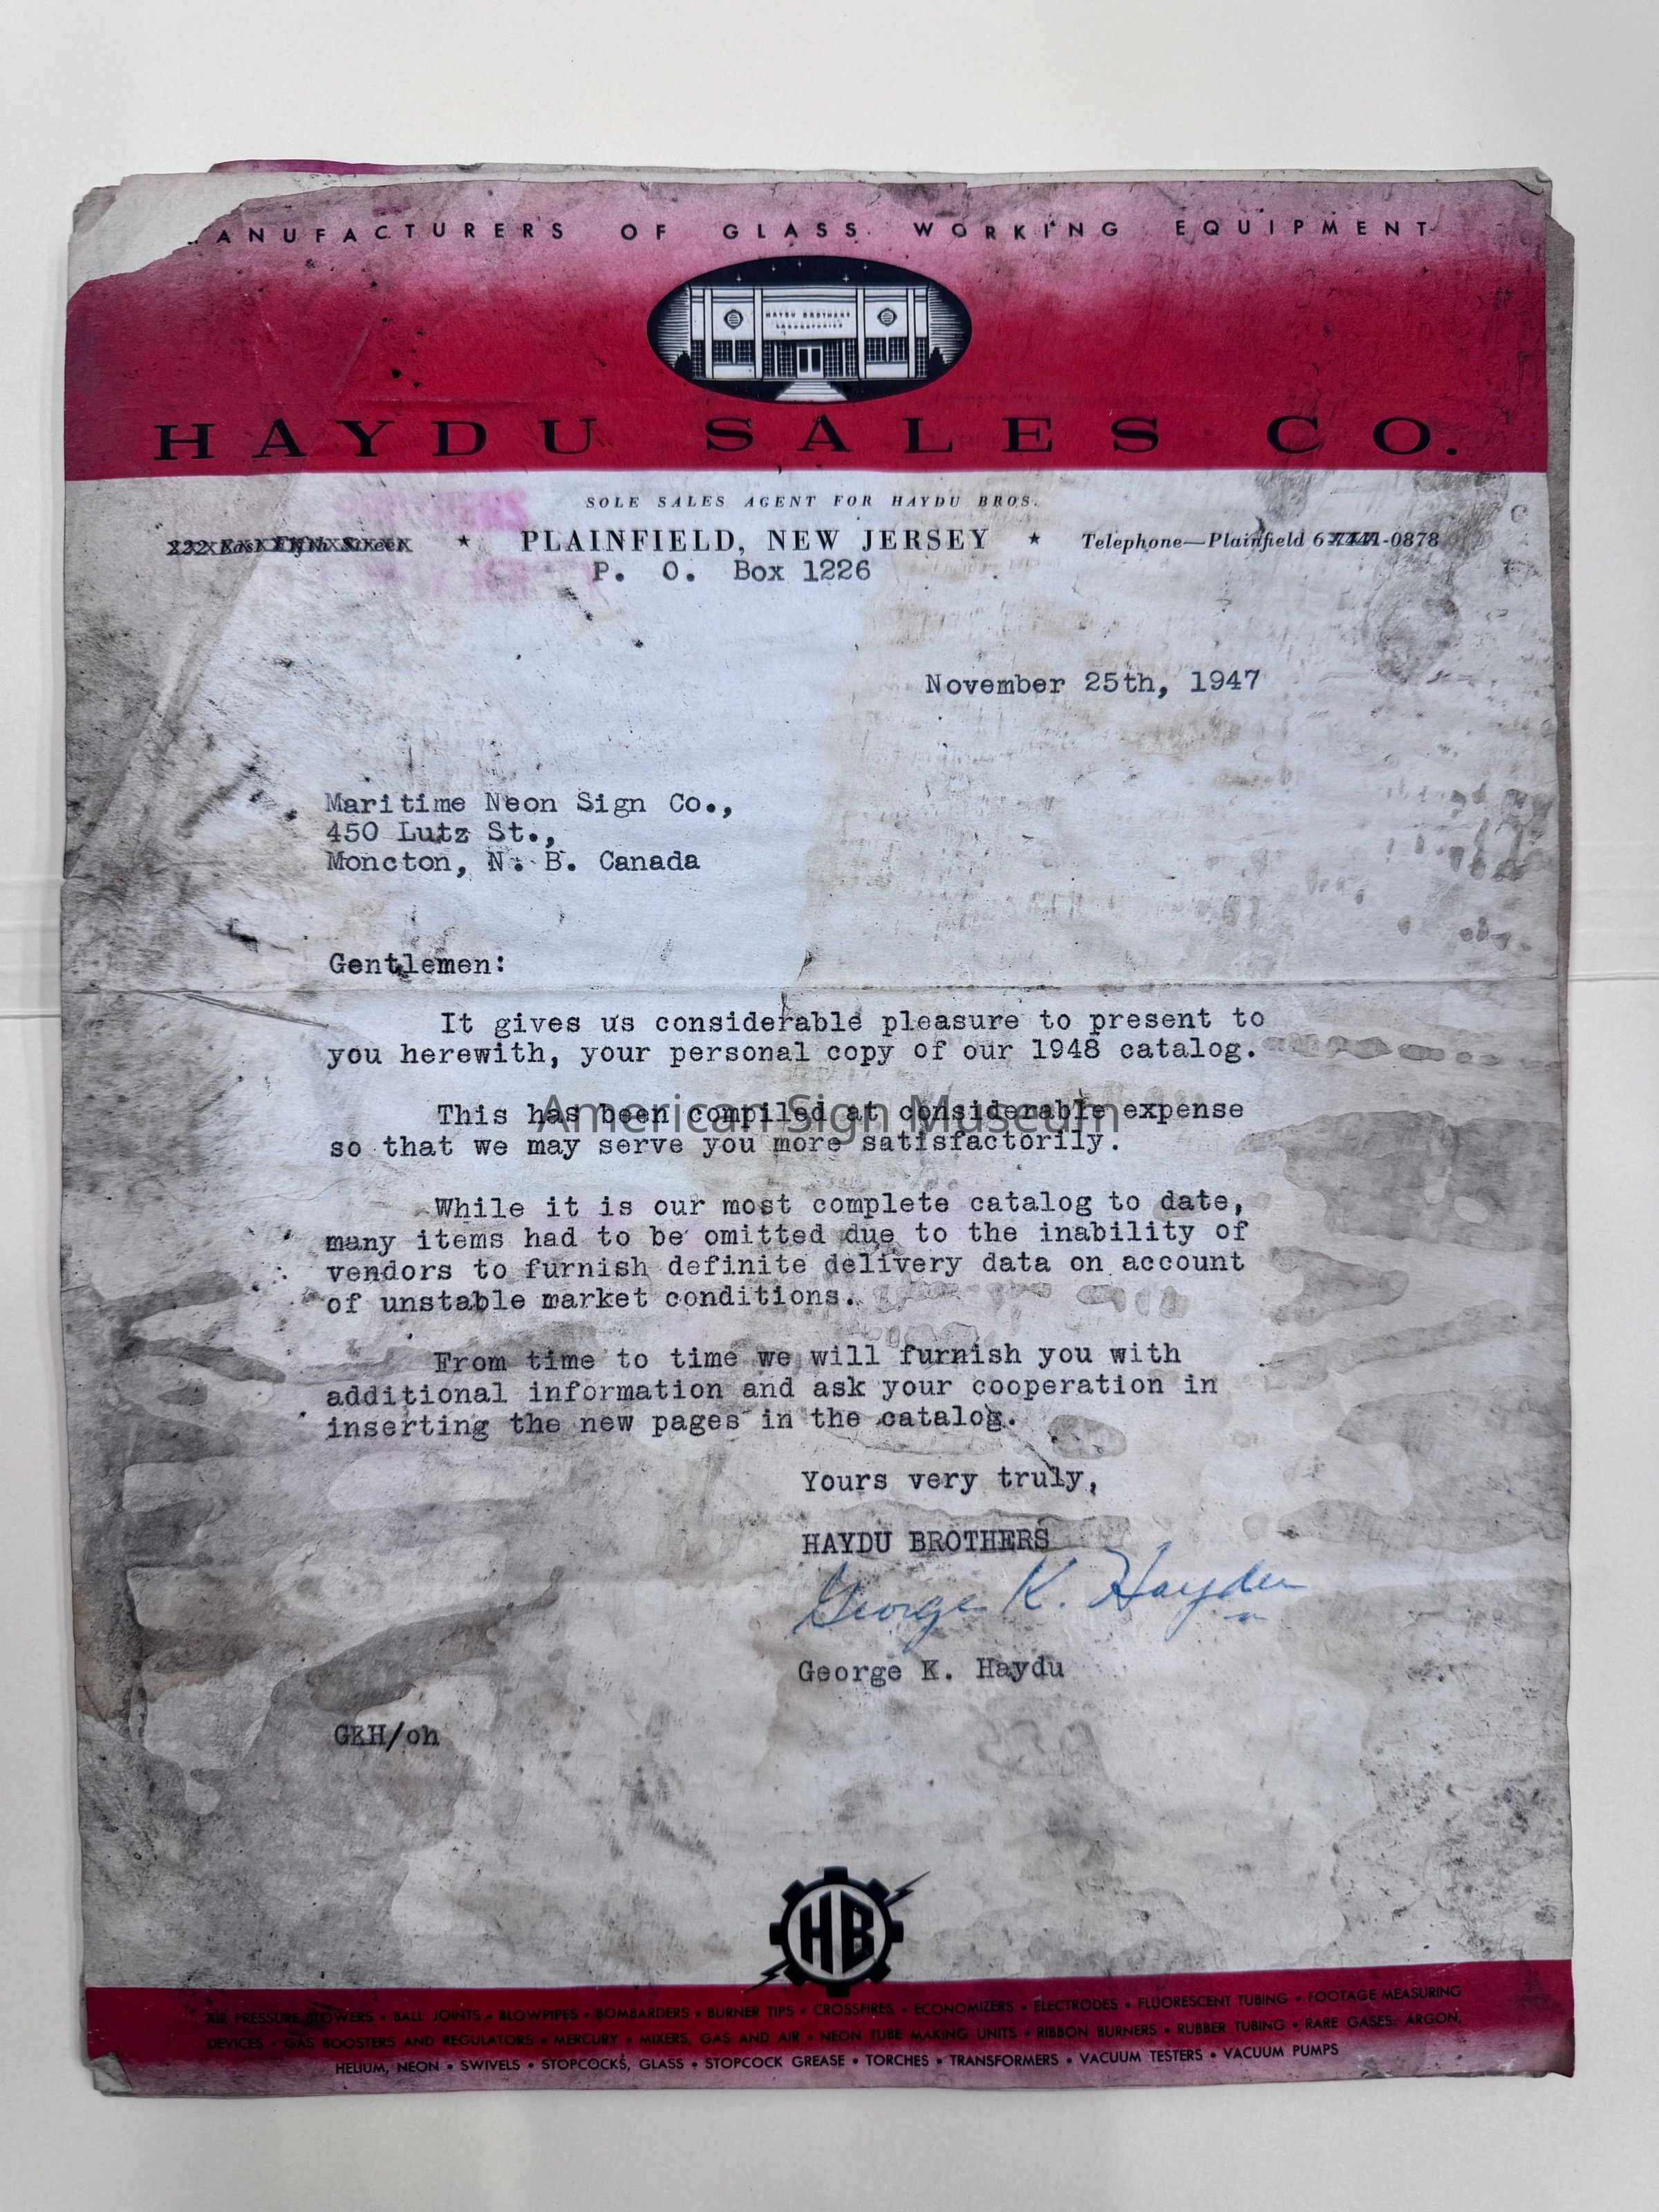 ANUFACTURERS OF GLASS WORKING EQUIPMENT
HAYDU BROTHERS
LABORATORIES
HAYDU SALES CO.
SOLE SALES AGENT FOR HAYDU BROS.
222 East Fifth Street ★ PLAINFIELD, NEW JERSEY ★ Telephone—Plainfield 6-0878
P. O. Box 1226
November 25th, 1947
Maritime Neon Sign Co.,
450 Lutz St.,
Moncton, N. B. Canada
Gentlemen:
It gives us considerable pleasure to present to
you herewith, your personal copy of our 1948 catalog.
This has been compiled at considerable expense
American Sign Museum
so that we may serve you more satisfactorily.
While it is our most complete catalog to date,
many items had to be omitted due to the inability of
vendors to furnish definite delivery data on account
of unstable market conditions.
From time to time we will furnish you with
additional information and ask your cooperation in
inserting the new pages in the catalog.
Yours very truly,
HAYDU BROTHERS
George K. Haydu
George K. Haydu
GKH/oh
HB
AIR PRESSURE BLOWERS • BALL JOINTS • BLOWPIPES • BOMBARDERS • BURNER TIPS • CROSSFIRES • ECONOMIZERS • ELECTRODES • FLUORESCENT TUBING • FOOTAGE MEASURING
DEVICES • GAS BOOSTERS AND REGULATORS • MERCURY • MIXERS, GAS AND AIR • NEON TUBE MAKING UNITS • RIBBON BURNERS • RUBBER TUBING • RARE GASES: ARGON,
HELIUM, NEON • SWIVELS • STOPCOCKS, GLASS • STOPCOCK GREASE • TORCHES • TRANSFORMERS • VACUUM TESTERS • VACUUM PUMPS